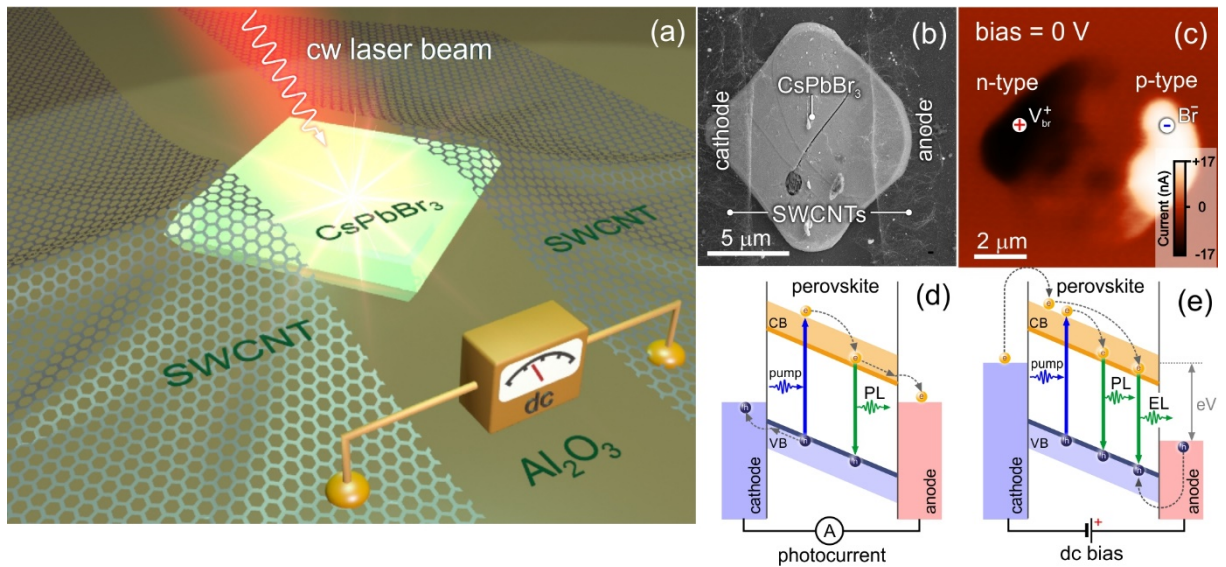 (a)
cw laser beam
CsPbBr₃
SWCNT
SWCNT
Al₂O₃
dc
(b)
CsPbBr₃
cathode
anode
SWCNTs
5 μm
bias = 0 V (c)
n-type
p-type
+ V⁺br
- Br⁻
2 μm
Current (nA)
+17
0
-17
(d)
perovskite
CB
e
e
pump
PL
e
h
VB
h
h
cathode
anode
A
photocurrent
(e)
perovskite
e
e
CB
e
e
e
pump
PL
EL
eV
h
VB
h
h
h
cathode
anode
+
dc bias